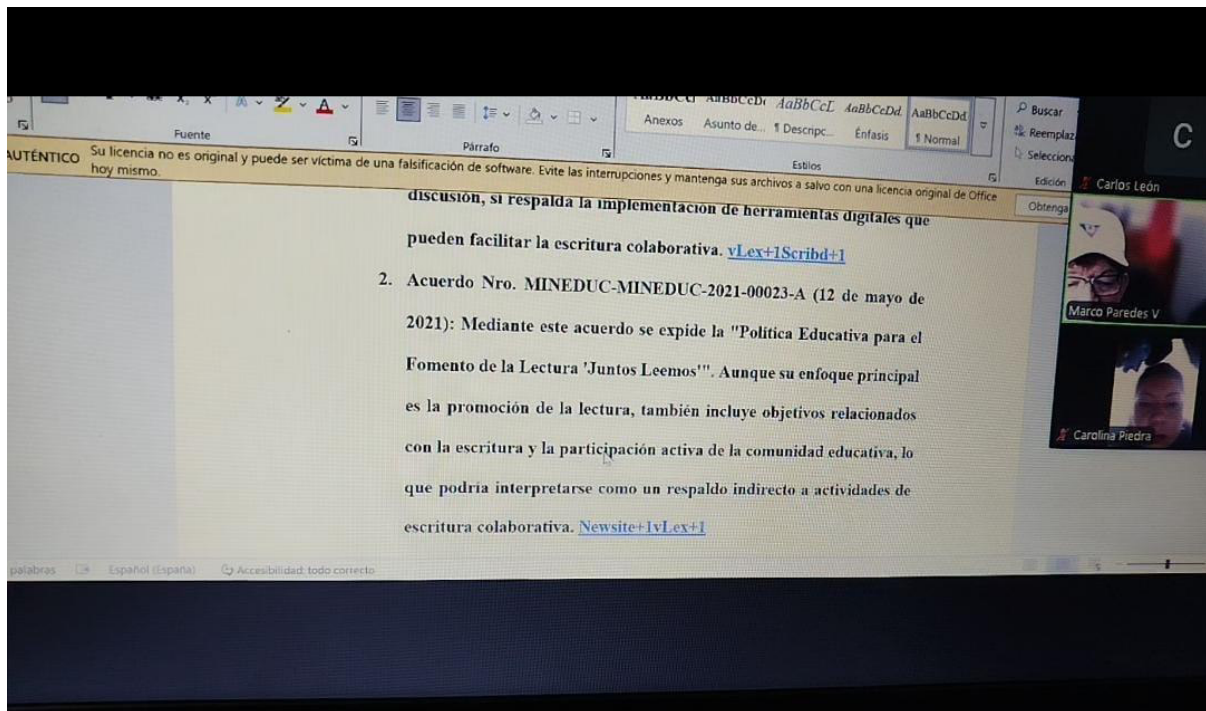 Fuente
Párrafo
Anexos
Asunto de...
¶ Descripc...
Énfasis
¶ Normal
Estilos
AaBbCcL
AaBbCcDd
AaBbCcDd
Buscar
Reemplaz
Selecciona
Edición
AUTÉNTICO Su licencia no es original y puede ser víctima de una falsificación de software. Evite las interrupciones y mantenga sus archivos a salvo con una licencia original de Office
hoy mismo.
Obtenga
discusión, sí respalda la implementación de herramientas digitales que
pueden facilitar la escritura colaborativa. vLex+1Scribd+1
2. Acuerdo Nro. MINEDUC-MINEDUC-2021-00023-A (12 de mayo de
2021): Mediante este acuerdo se expide la "Política Educativa para el
Fomento de la Lectura 'Juntos Leemos'". Aunque su enfoque principal
es la promoción de la lectura, también incluye objetivos relacionados
con la escritura y la participación activa de la comunidad educativa, lo
que podría interpretarse como un respaldo indirecto a actividades de
escritura colaborativa. Newsite+1vLex+1
palabras
Español (España)
Accesibilidad: todo correcto
C
Carlos León
Marco Paredes V
Carolina Piedra